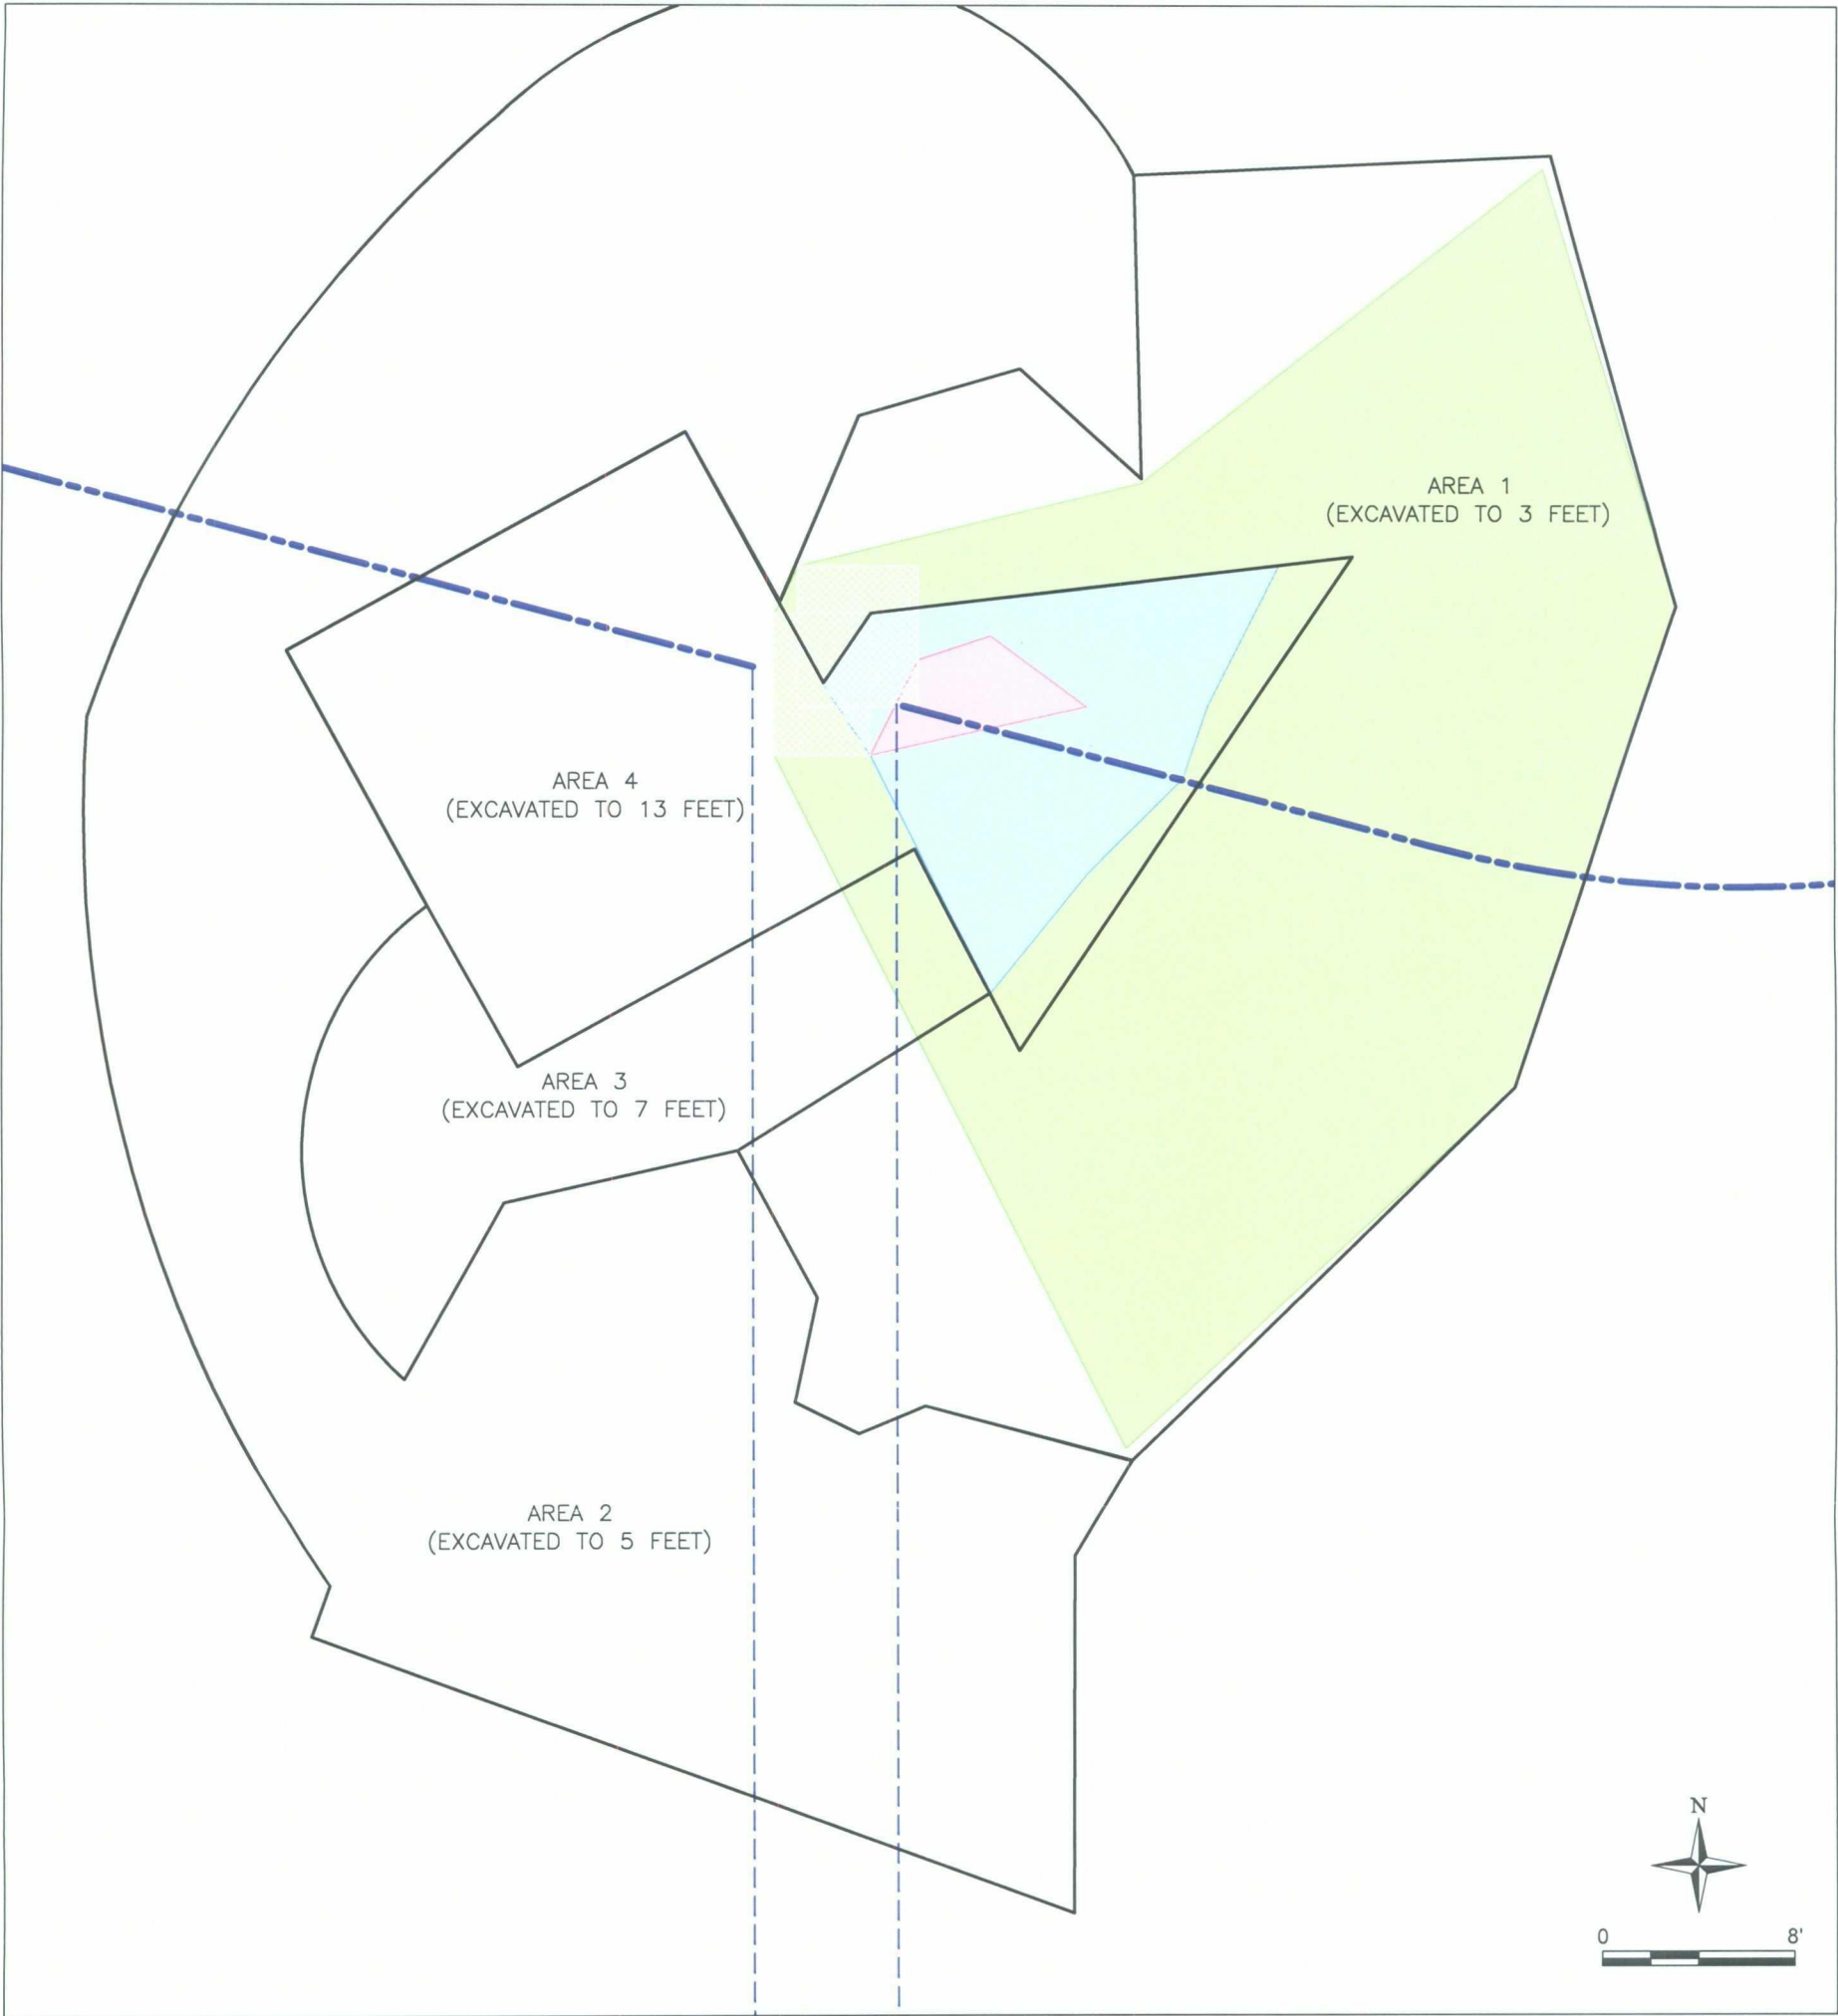 AREA 1
(EXCAVATED TO 3 FEET)
AREA 4
(EXCAVATED TO 13 FEET)
AREA 3
(EXCAVATED TO 7 FEET)
AREA 2
(EXCAVATED TO 5 FEET)
N
0 8'